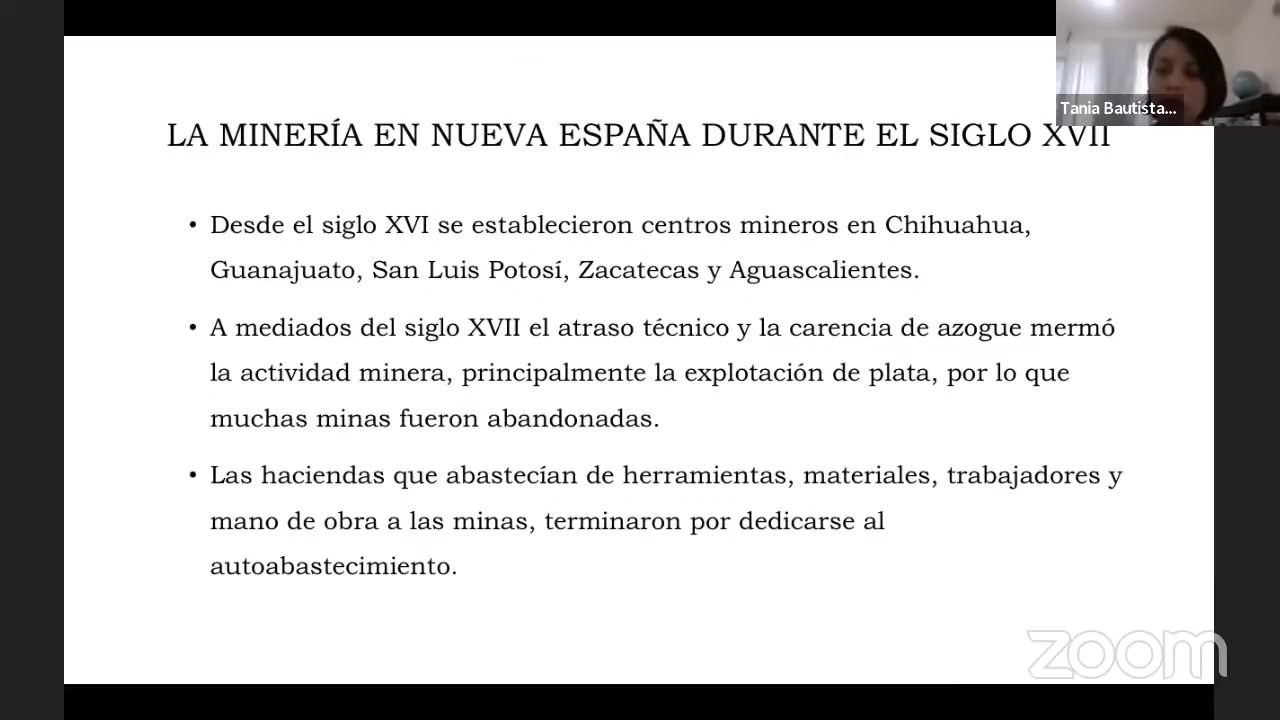 Tania Bautista...
LA MINERÍA EN NUEVA ESPAÑA DURANTE EL SIGLO XVII
• Desde el siglo XVI se establecieron centros mineros en Chihuahua,
Guanajuato, San Luis Potosí, Zacatecas y Aguascalientes.
• A mediados del siglo XVII el atraso técnico y la carencia de azogue mermó
la actividad minera, principalmente la explotación de plata, por lo que
muchas minas fueron abandonadas.
• Las haciendas que abastecían de herramientas, materiales, trabajadores y
mano de obra a las minas, terminaron por dedicarse al
autoabastecimiento.
zoom